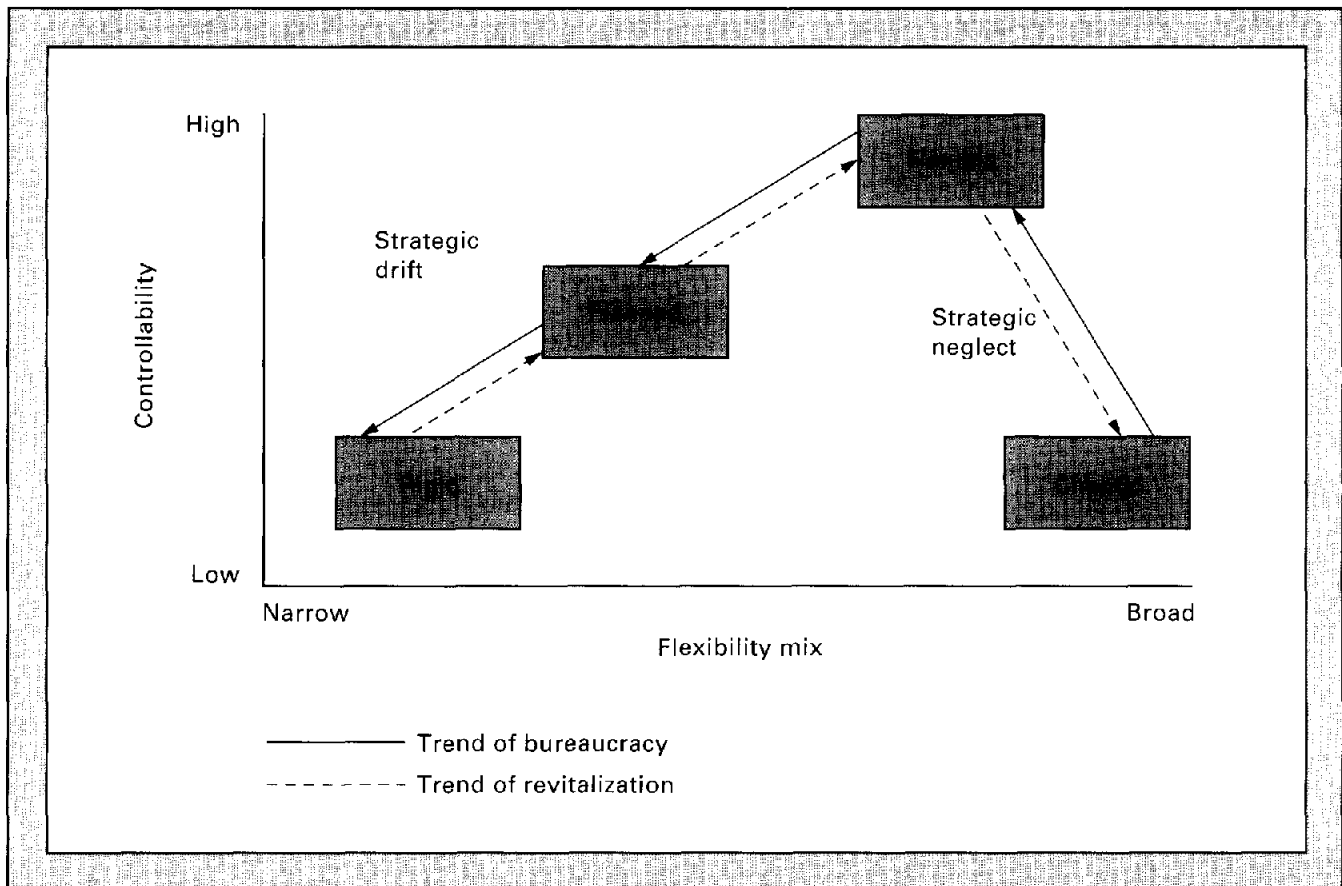 High
Strategic
drift
Controllability
Strategic
neglect
Low
Narrow
Broad
Flexibility mix
Trend of bureaucracy
Trend of revitalization